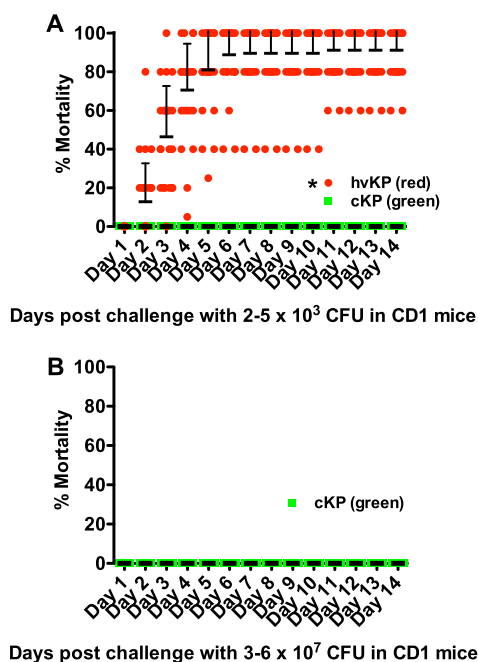 A
100
80
60
40
20
0
% Mortality
* hvKP (red)
cKP (green)
Day 1
Day 2
Day 3
Day 4
Day 5
Day 6
Day 7
Day 8
Day 9
Day 10
Day 11
Day 12
Day 13
Day 14
Days post challenge with 2-5 x 10³ CFU in CD1 mice
B
100
80
60
40
20
0
% Mortality
cKP (green)
Day 1
Day 2
Day 3
Day 4
Day 5
Day 6
Day 7
Day 8
Day 9
Day 10
Day 11
Day 12
Day 13
Day 14
Days post challenge with 3-6 x 10⁷ CFU in CD1 mice